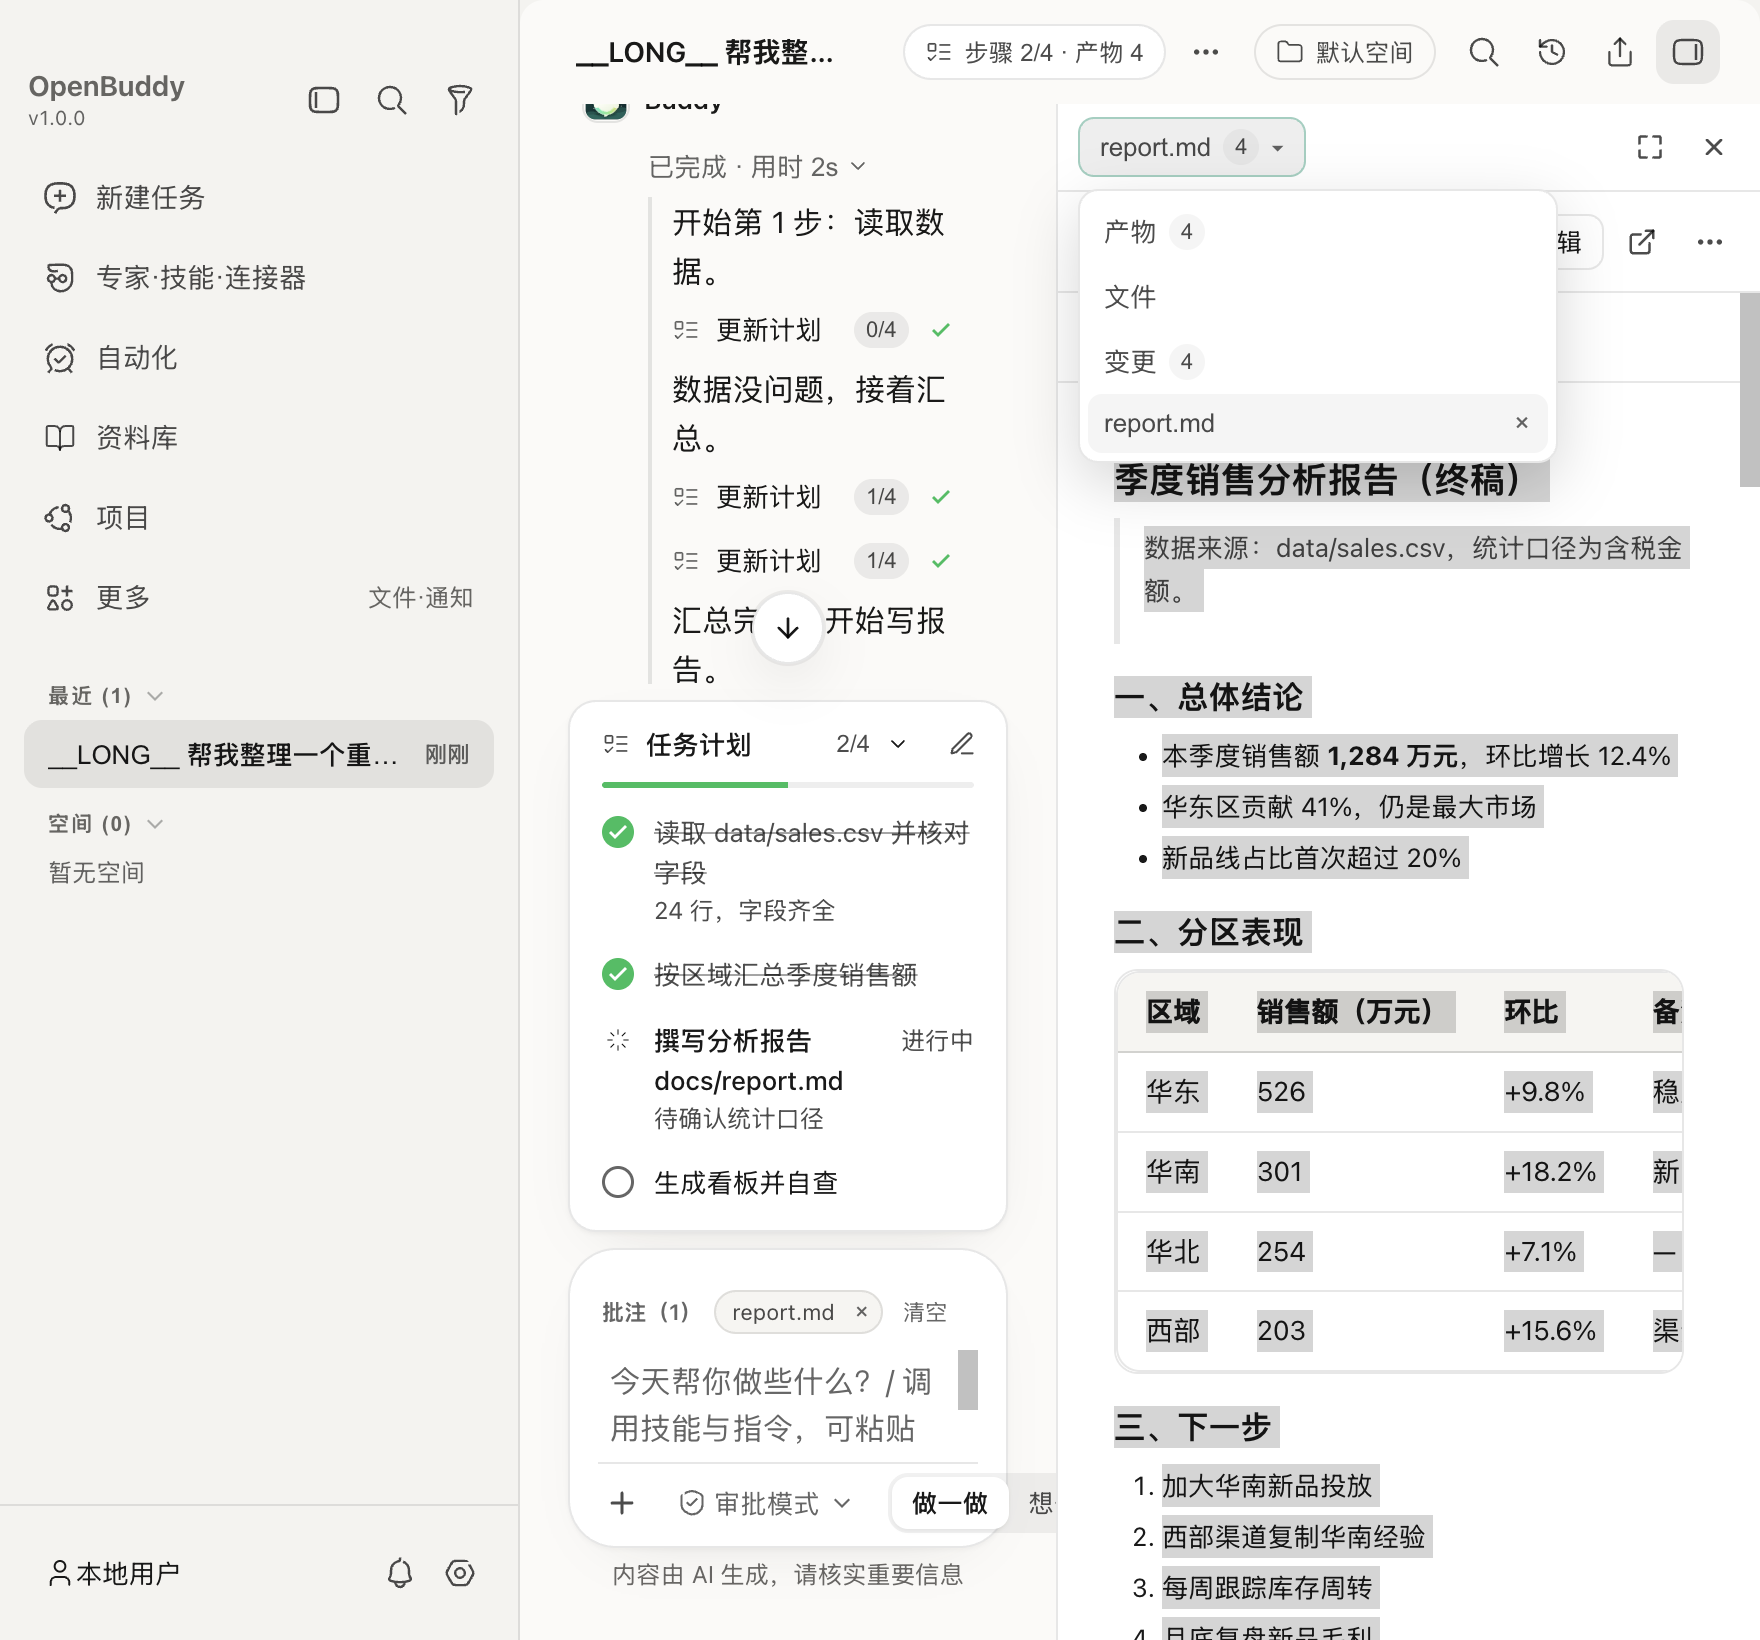 OpenBuddy
v1.0.0
新建任务
专家·技能·连接器
自动化
资料库
项目
更多 文件·通知
最近 (1)
__LONG__ 帮我整理一个重... 刚刚
空间 (0)
暂无空间
本地用户
__LONG__ 帮我整...
步骤 2/4 · 产物 4
默认空间
Buddy
已完成 · 用时 2s
开始第 1 步：读取数
据。
更新计划 0/4
数据没问题，接着汇
总。
更新计划 1/4
更新计划 1/4
汇总完 开始写报
告。
任务计划 2/4
读取 data/sales.csv 并核对
字段
24 行，字段齐全
按区域汇总季度销售额
撰写分析报告 进行中
docs/report.md
待确认统计口径
生成看板并自查
批注（1） report.md × 清空
今天帮你做些什么？/ 调
用技能与指令，可粘贴
审批模式 做一做 想
内容由 AI 生成，请核实重要信息
report.md 4
产物 4
文件
变更 4
report.md ×
辑
季度销售分析报告（终稿）
数据来源：data/sales.csv，统计口径为含税金
额。
一、总体结论
• 本季度销售额 1,284 万元，环比增长 12.4%
• 华东区贡献 41%，仍是最大市场
• 新品线占比首次超过 20%
二、分区表现
区域 销售额（万元） 环比 备
华东 526 +9.8% 稳
华南 301 +18.2% 新
华北 254 +7.1% —
西部 203 +15.6% 渠
三、下一步
1. 加大华南新品投放
2. 西部渠道复制华南经验
3. 每周跟踪库存周转
4. 月底复盘新品毛利